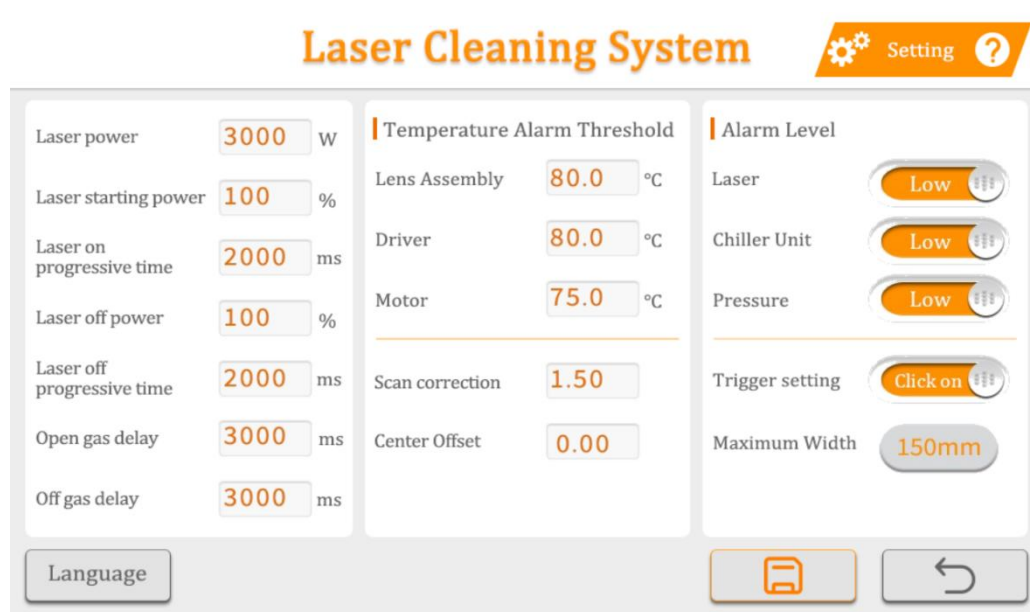 Laser Cleaning System
Setting ?
Laser power 3000 W
Laser starting power 100 %
Laser on
progressive time 2000 ms
Laser off power 100 %
Laser off
progressive time 2000 ms
Open gas delay 3000 ms
Off gas delay 3000 ms
Temperature Alarm Threshold
Lens Assembly 80.0 °C
Driver 80.0 °C
Motor 75.0 °C
Scan correction 1.50
Center Offset 0.00
Alarm Level
Laser Low
Chiller Unit Low
Pressure Low
Trigger setting Click on
Maximum Width 150mm
Language